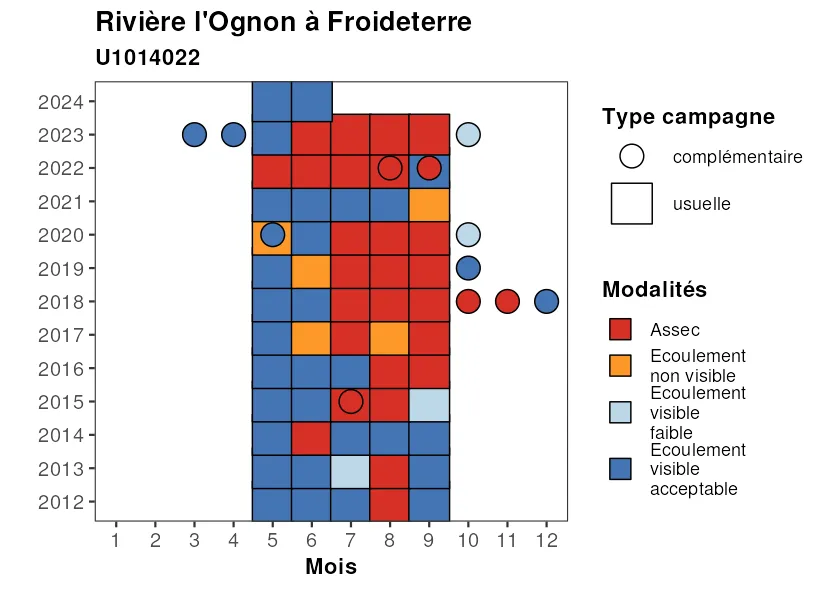 Rivière l'Ognon à Froideterre
U1014022
2024
2023
2022
2021
2020
2019
2018
2017
2016
2015
2014
2013
2012
1 2 3 4 5 6 7 8 9 10 11 12
Mois
Type campagne
complémentaire
usuelle
Modalités
Assec
Ecoulement
non visible
Ecoulement
visible
faible
Ecoulement
visible
acceptable